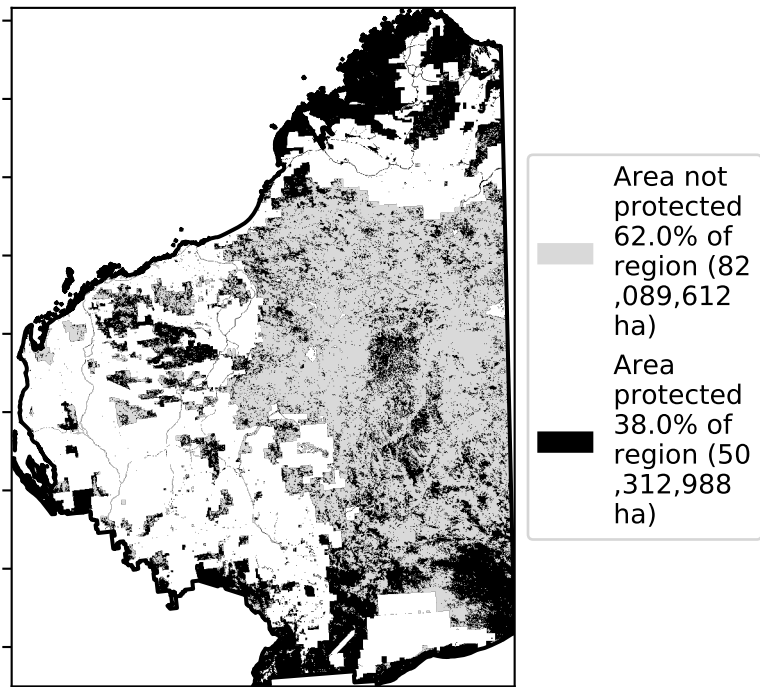 Area not
protected
62.0% of
region (82
,089,612
ha)
Area
protected
38.0% of
region (50
,312,988
ha)